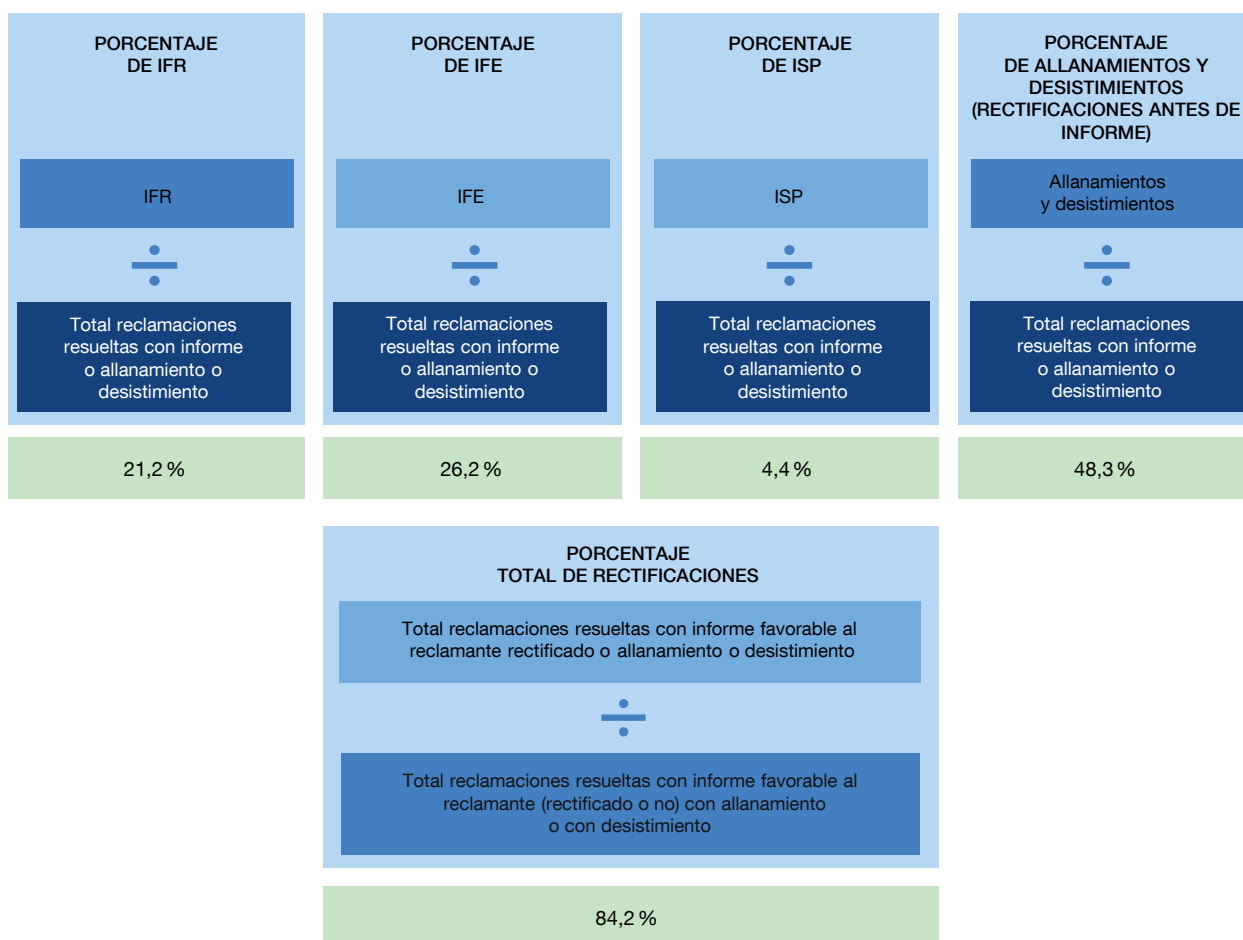 PORCENTAJE
DE IFR
IFR
Total reclamaciones
resueltas con informe
o allanamiento o
desistimiento
21,2 %
PORCENTAJE
DE IFE
IFE
Total reclamaciones
resueltas con informe
o allanamiento o
desistimiento
26,2 %
PORCENTAJE
DE ISP
ISP
Total reclamaciones
resueltas con informe
o allanamiento o
desistimiento
4,4 %
PORCENTAJE
DE ALLANAMIENTOS Y
DESISTIMIENTOS
(RECTIFICACIONES ANTES DE
INFORME)
Allanamientos
y desistimientos
Total reclamaciones
resueltas con informe
o allanamiento o
desistimiento
48,3 %
PORCENTAJE
TOTAL DE RECTIFICACIONES
Total reclamaciones resueltas con informe favorable al
reclamante rectificado o allanamiento o desistimiento
Total reclamaciones resueltas con informe favorable al
reclamante (rectificado o no) con allanamiento
o con desistimiento
84,2 %